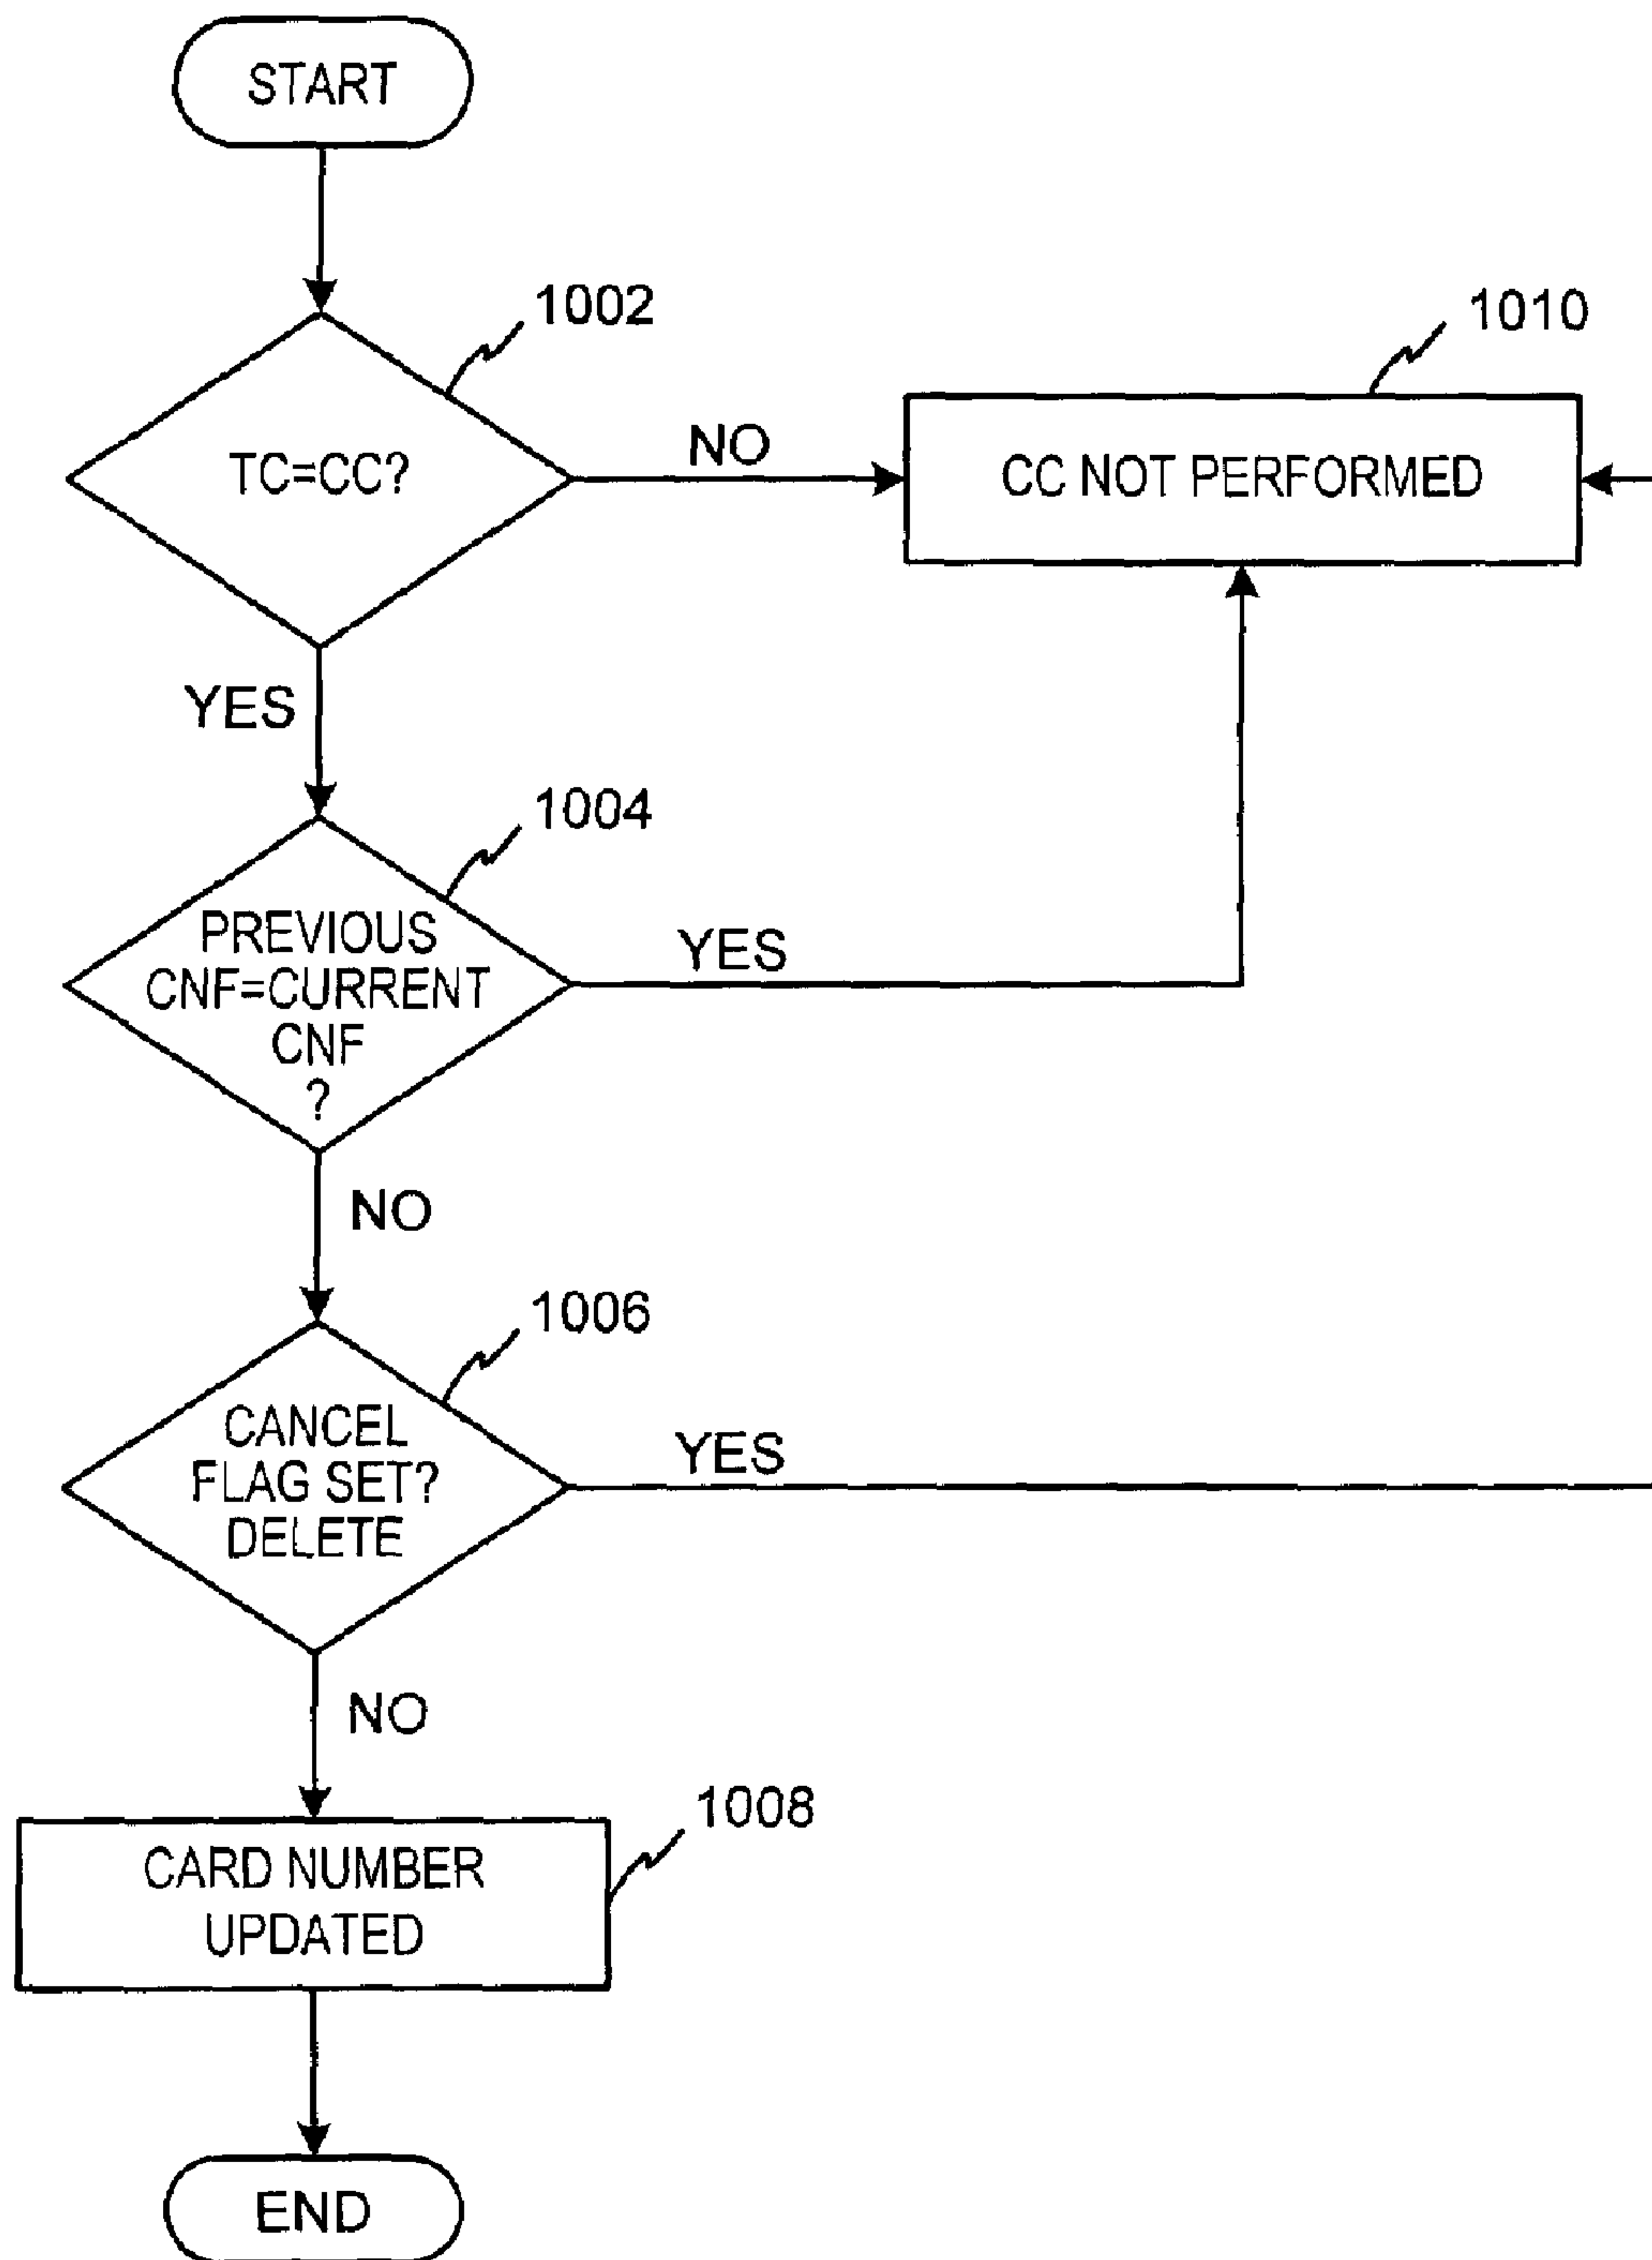 START
1002
TC=CC?
NO
1010
CC NOT PERFORMED
YES
1004
PREVIOUS
CNF=CURRENT
CNF
?
YES
NO
1006
CANCEL
FLAG SET?
DELETE
YES
NO
1008
CARD NUMBER
UPDATED
END